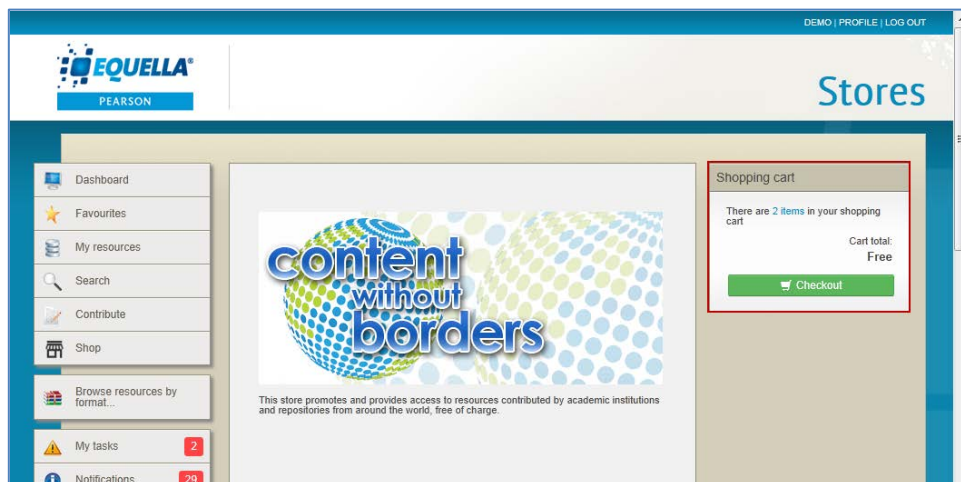 DEMO | PROFILE | LOG OUT
EQUELLA®
PEARSON
Stores
Dashboard
Favourites
My resources
Search
Contribute
Shop
Browse resources by
format...
My tasks 2
Notifications 29
content
without
borders
This store promotes and provides access to resources contributed by academic institutions
and repositories from around the world, free of charge.
Shopping cart
There are 2 items in your shopping
cart
Cart total:
Free
Checkout